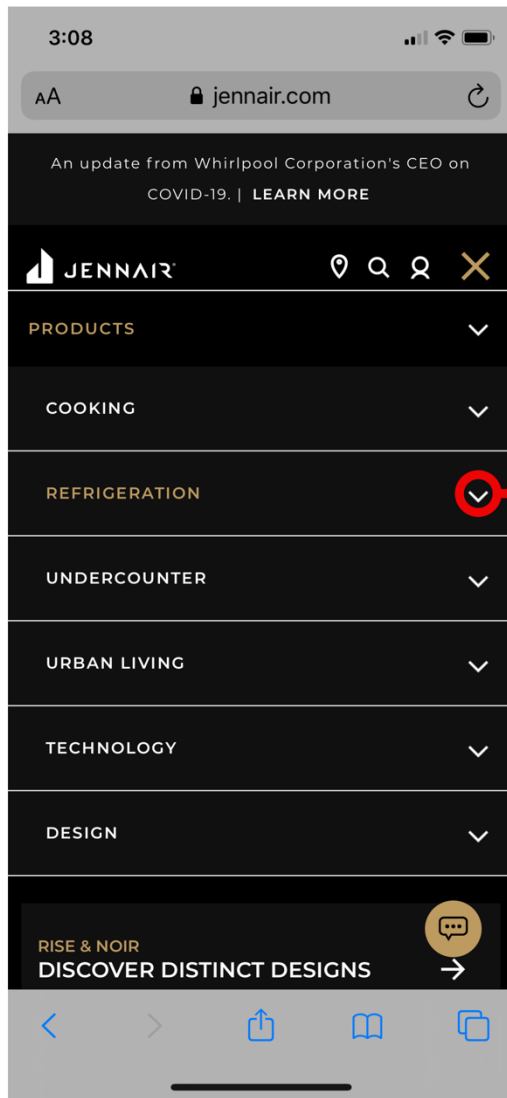 3:08
AA jennair.com
An update from Whirlpool Corporation's CEO on
COVID-19. | LEARN MORE
JENNAIR®
PRODUCTS
COOKING
REFRIGERATION
UNDERCOUNTER
URBAN LIVING
TECHNOLOGY
DESIGN
RISE & NOIR
DISCOVER DISTINCT DESIGNS